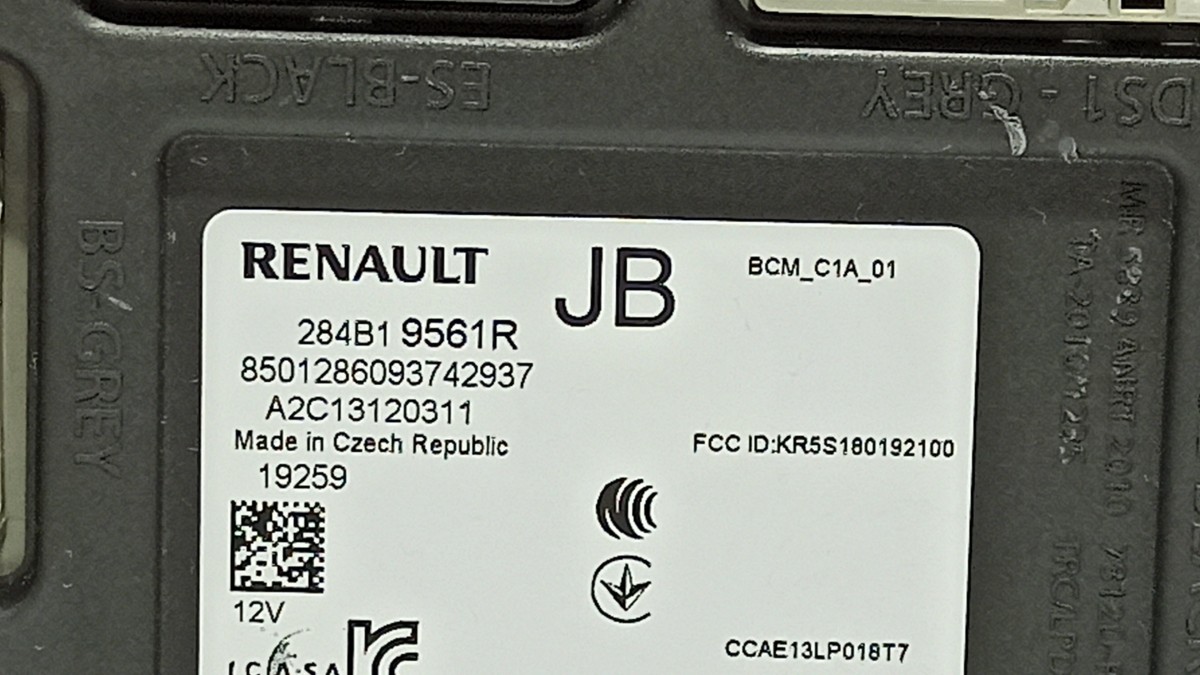 ES-BLACK
DS1 - GREY
BS-GREY
RENAULT
JB
BCM_C1A_01
284B1 9561R
8501286093742937
A2C13120311
Made in Czech Republic
19259
FCC ID:KR5S180192100
12V
ICASA
CCAE13LP018T7